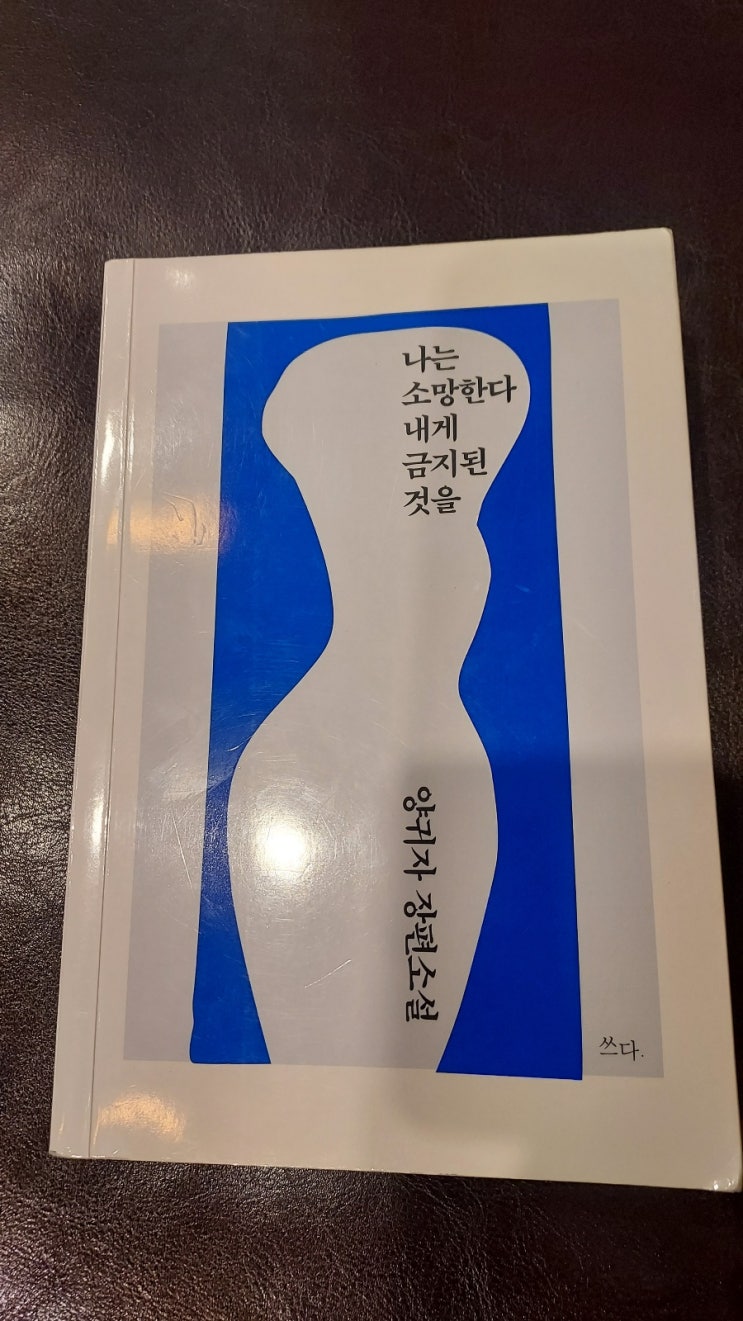 나는
소망한다
내게
금지된
것을
양귀자 장편소설
쓰다.